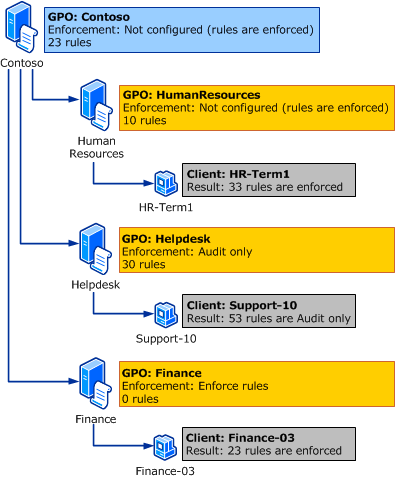 GPO: Contoso
Enforcement: Not configured (rules are enforced)
23 rules
Contoso
GPO: HumanResources
Enforcement: Not configured (rules are enforced)
10 rules
Human
Resources
Client: HR-Term1
Result: 33 rules are enforced
HR-Term1
GPO: Helpdesk
Enforcement: Audit only
30 rules
Helpdesk
Client: Support-10
Result: 53 rules are Audit only
Support-10
GPO: Finance
Enforcement: Enforce rules
0 rules
Finance
Client: Finance-03
Result: 23 rules are enforced
Finance-03